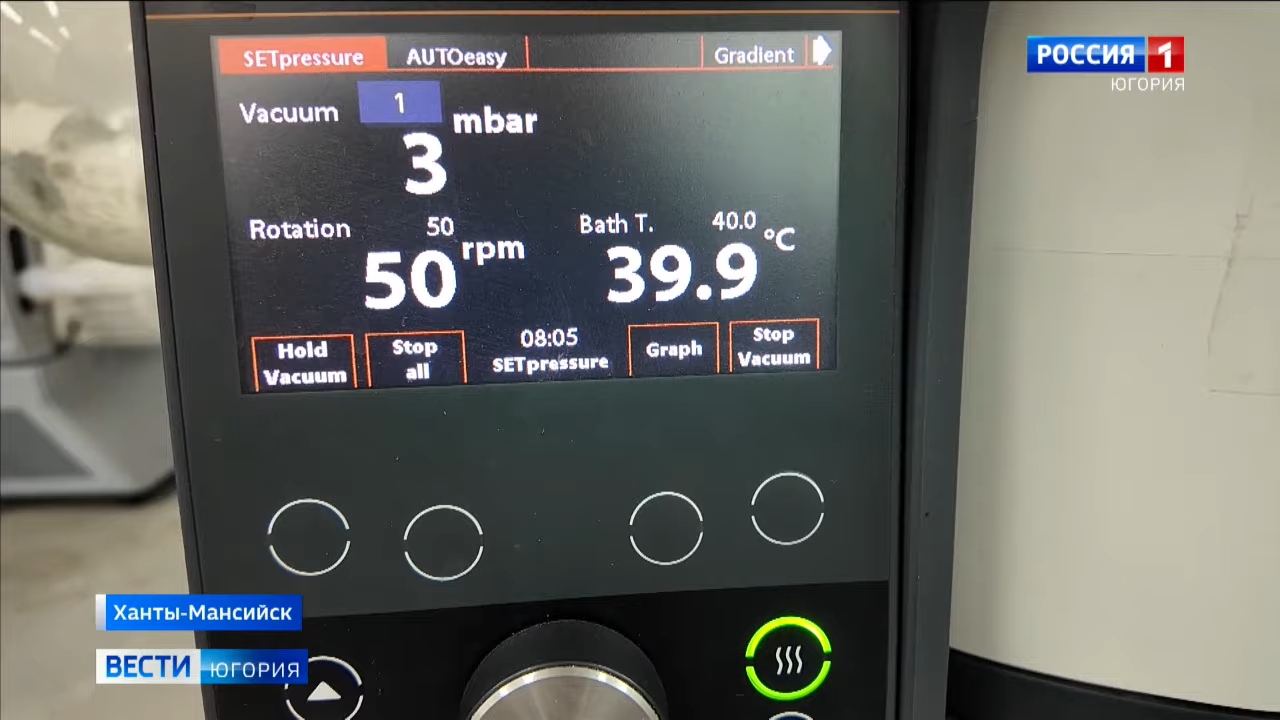 SETpressure AUTOeasy Gradient
РОССИЯ 1
ЮГОРИЯ
Vacuum 1 mbar
3
Rotation 50 rpm
50
Bath T. 40.0 °C
39.9
Hold Vacuum
Stop all
08:05
SETpressure
Graph
Stop Vacuum
Ханты-Мансийск
ВЕСТИ ЮГОРИЯ